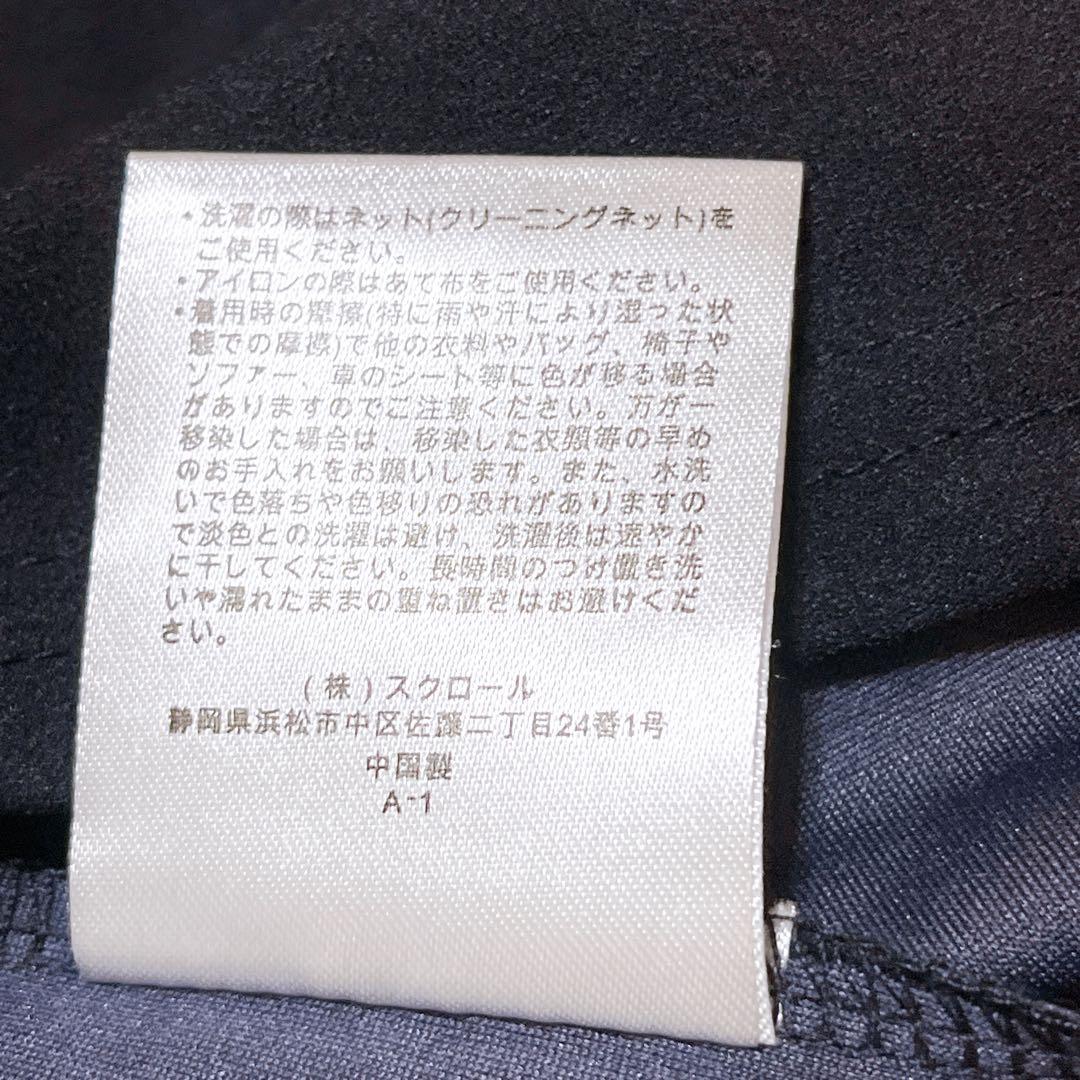 ・洗濯の際はネット(クリーニングネット)を
ご使用ください。
・アイロンの際はあて布をご使用ください。
・着用時の摩擦(特に雨や汗により湿った状
態での摩擦)で他の衣料やバッグ、椅子や
ソファー、車のシート等に色が移る場合
がありますのでご注意ください。万が一
移染した場合は、移染した衣類等の早め
のお手入れをお願いします。また、水洗
いで色落ちや色移りの恐れがありますの
で淡色との洗濯は避け、洗濯後は速やか
に干してください。長時間のつけ置き洗
いや濡れたままの重ね置きはお避けくだ
さい。
(株)スクロール
静岡県浜松市中区佐藤二丁目24番1号
中国製
A-1